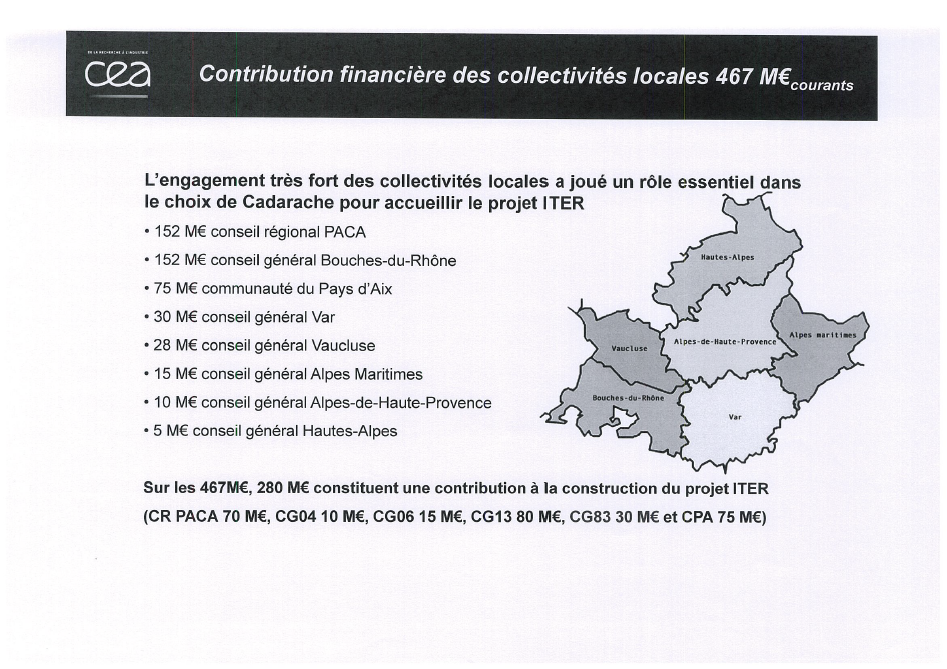 DE LA RECHERCHE À L'INDUSTRIE
cea
Contribution financière des collectivités locales 467 M€courants
L'engagement très fort des collectivités locales a joué un rôle essentiel dans
le choix de Cadarache pour accueillir le projet ITER
• 152 M€ conseil régional PACA
• 152 M€ conseil général Bouches-du-Rhône
• 75 M€ communauté du Pays d'Aix
• 30 M€ conseil général Var
• 28 M€ conseil général Vaucluse
• 15 M€ conseil général Alpes Maritimes
• 10 M€ conseil général Alpes-de-Haute-Provence
• 5 M€ conseil général Hautes-Alpes
Hautes-Alpes
Alpes maritimes
Alpes-de-Haute-Provence
Vaucluse
Bouches-du-Rhône
Var
Sur les 467M€, 280 M€ constituent une contribution à la construction du projet ITER
(CR PACA 70 M€, CG04 10 M€, CG06 15 M€, CG13 80 M€, CG83 30 M€ et CPA 75 M€)